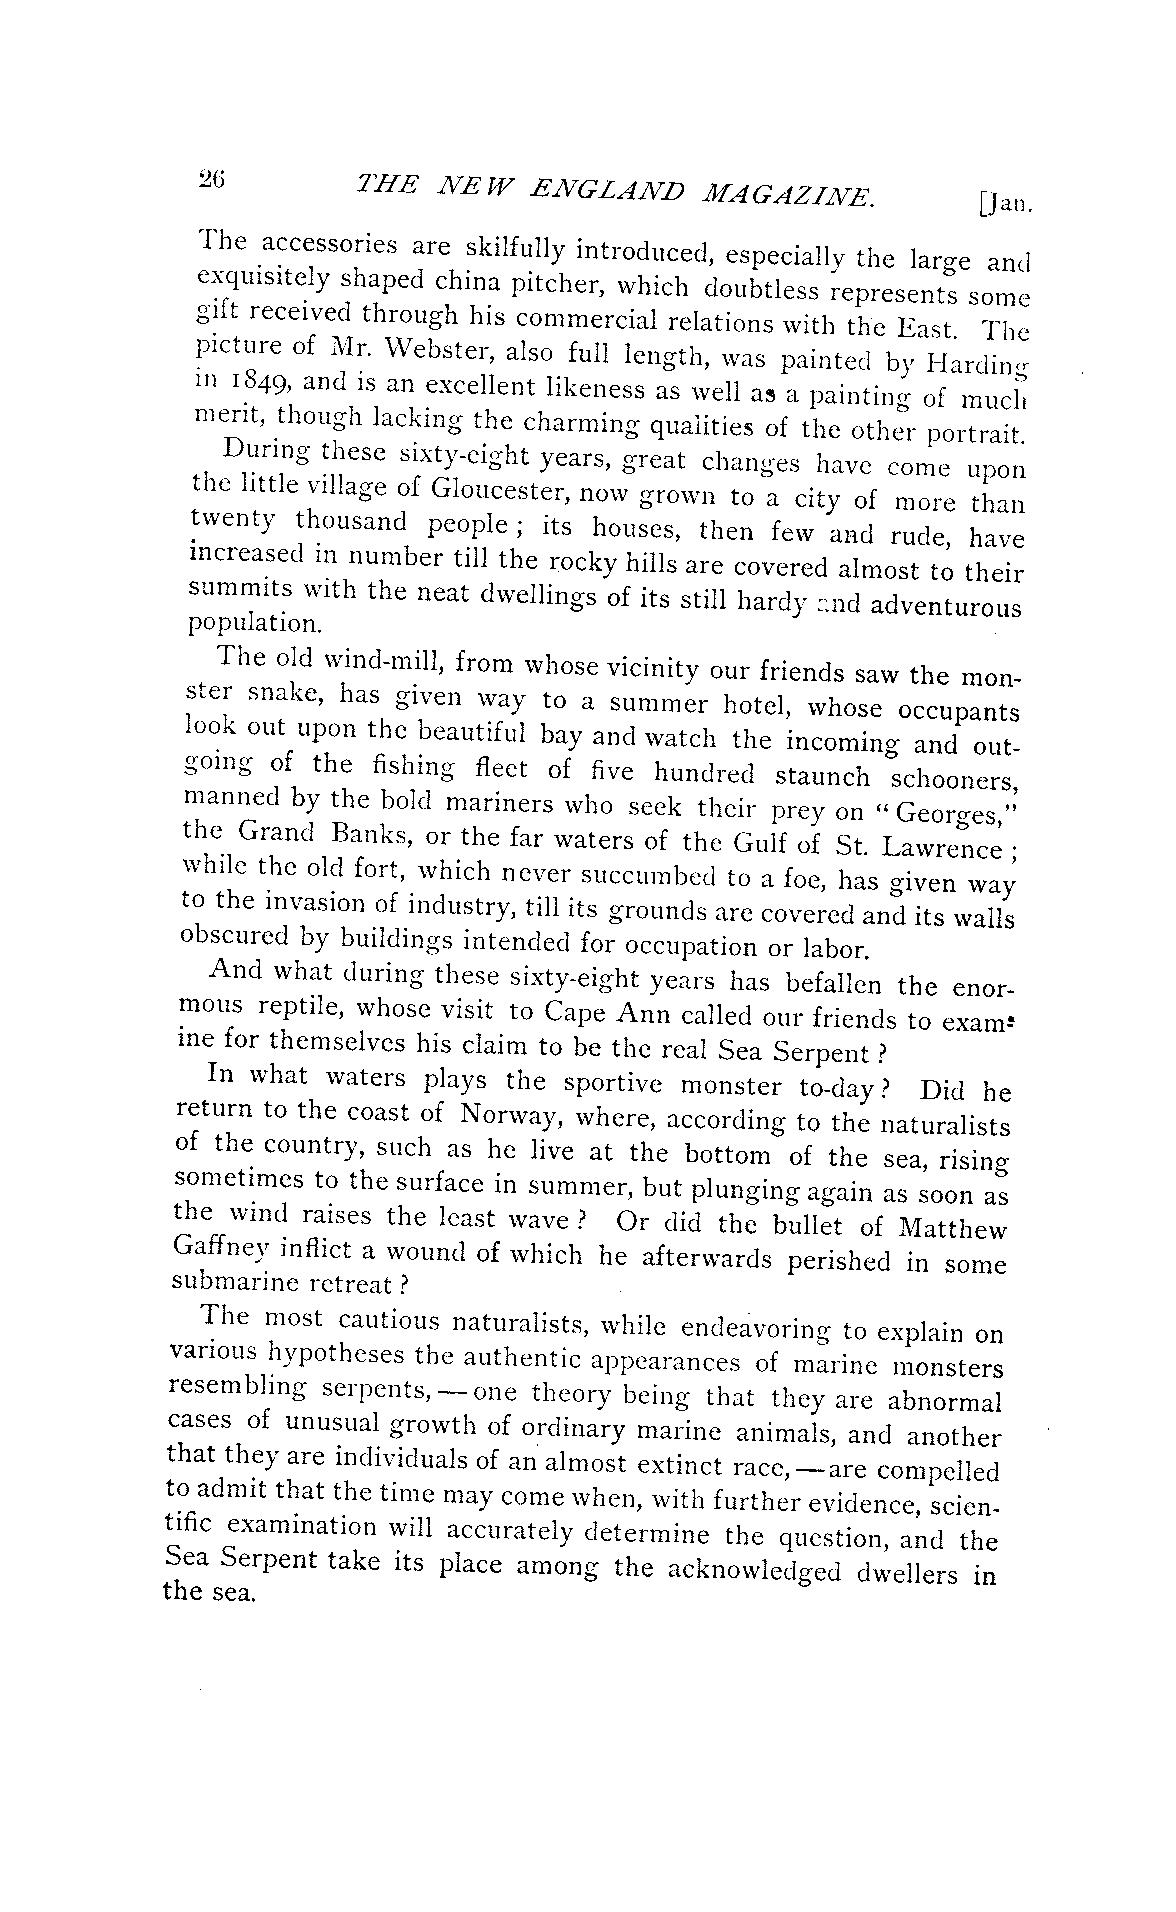 26 THE NEW ENGLAND MAGAZINE. [Jan.
The accessories are skilfully introduced, especially the large and
exquisitely shaped china pitcher, which doubtless represents some
gift received through his commercial relations with the East. The
picture of Mr. Webster, also full length, was painted by Harding
in 1849, and is an excellent likeness as well as a painting of much
merit, though lacking the charming qualities of the other portrait.
During these sixty-eight years, great changes have come upon
the little village of Gloucester, now grown to a city of more than
twenty thousand people ; its houses, then few and rude, have
increased in number till the rocky hills are covered almost to their
summits with the neat dwellings of its still hardy and adventurous
population.
The old wind-mill, from whose vicinity our friends saw the mon-
ster snake, has given way to a summer hotel, whose occupants
look out upon the beautiful bay and watch the incoming and out-
going of the fishing fleet of five hundred staunch schooners,
manned by the bold mariners who seek their prey on “ Georges,”
the Grand Banks, or the far waters of the Gulf of St. Lawrence ;
while the old fort, which never succumbed to a foe, has given way
to the invasion of industry, till its grounds are covered and its walls
obscured by buildings intended for occupation or labor.
And what during these sixty-eight years has befallen the enor-
mous reptile, whose visit to Cape Ann called our friends to exam-
ine for themselves his claim to be the real Sea Serpent ?
In what waters plays the sportive monster to-day ? Did he
return to the coast of Norway, where, according to the naturalists
of the country, such as he live at the bottom of the sea, rising
sometimes to the surface in summer, but plunging again as soon as
the wind raises the least wave ? Or did the bullet of Matthew
Gaffney inflict a wound of which he afterwards perished in some
submarine retreat ?
The most cautious naturalists, while endeavoring to explain on
various hypotheses the authentic appearances of marine monsters
resembling serpents, — one theory being that they are abnormal
cases of unusual growth of ordinary marine animals, and another
that they are individuals of an almost extinct race, — are compelled
to admit that the time may come when, with further evidence, scien-
tific examination will accurately determine the question, and the
Sea Serpent take its place among the acknowledged dwellers in
the sea.